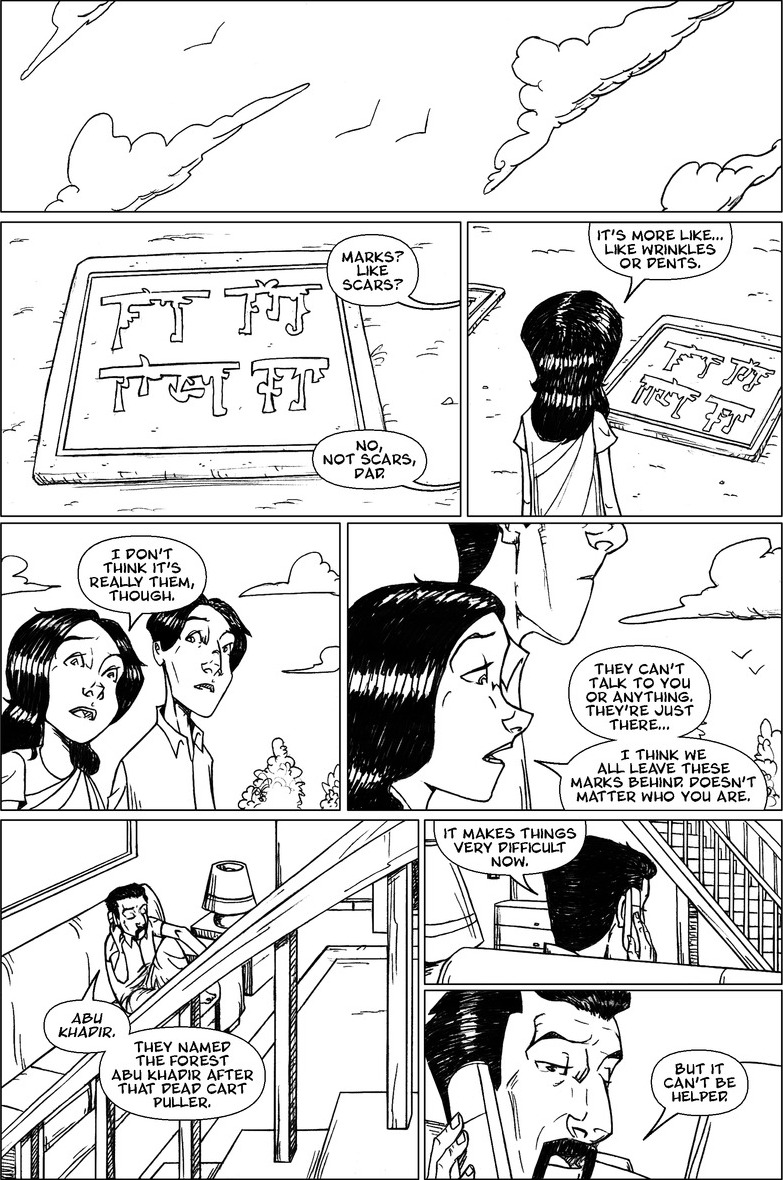 MARKS?
LIKE
SCARS?
NO,
NOT SCARS,
DAD.
IT'S MORE LIKE...
LIKE WRINKLES
OR DENTS.
I DON'T
THINK IT'S
REALLY THEM,
THOUGH.
THEY CAN'T
TALK TO YOU
OR ANYTHING.
THEY'RE JUST
THERE...
I THINK WE
ALL LEAVE THESE
MARKS BEHIND. DOESN'T
MATTER WHO YOU ARE.
ABU
KHADIR.
THEY NAMED
THE FOREST
ABU KHADIR AFTER
THAT DEAD CART
PULLER.
IT MAKES THINGS
VERY DIFFICULT
NOW.
BUT IT
CAN'T BE
HELPED.